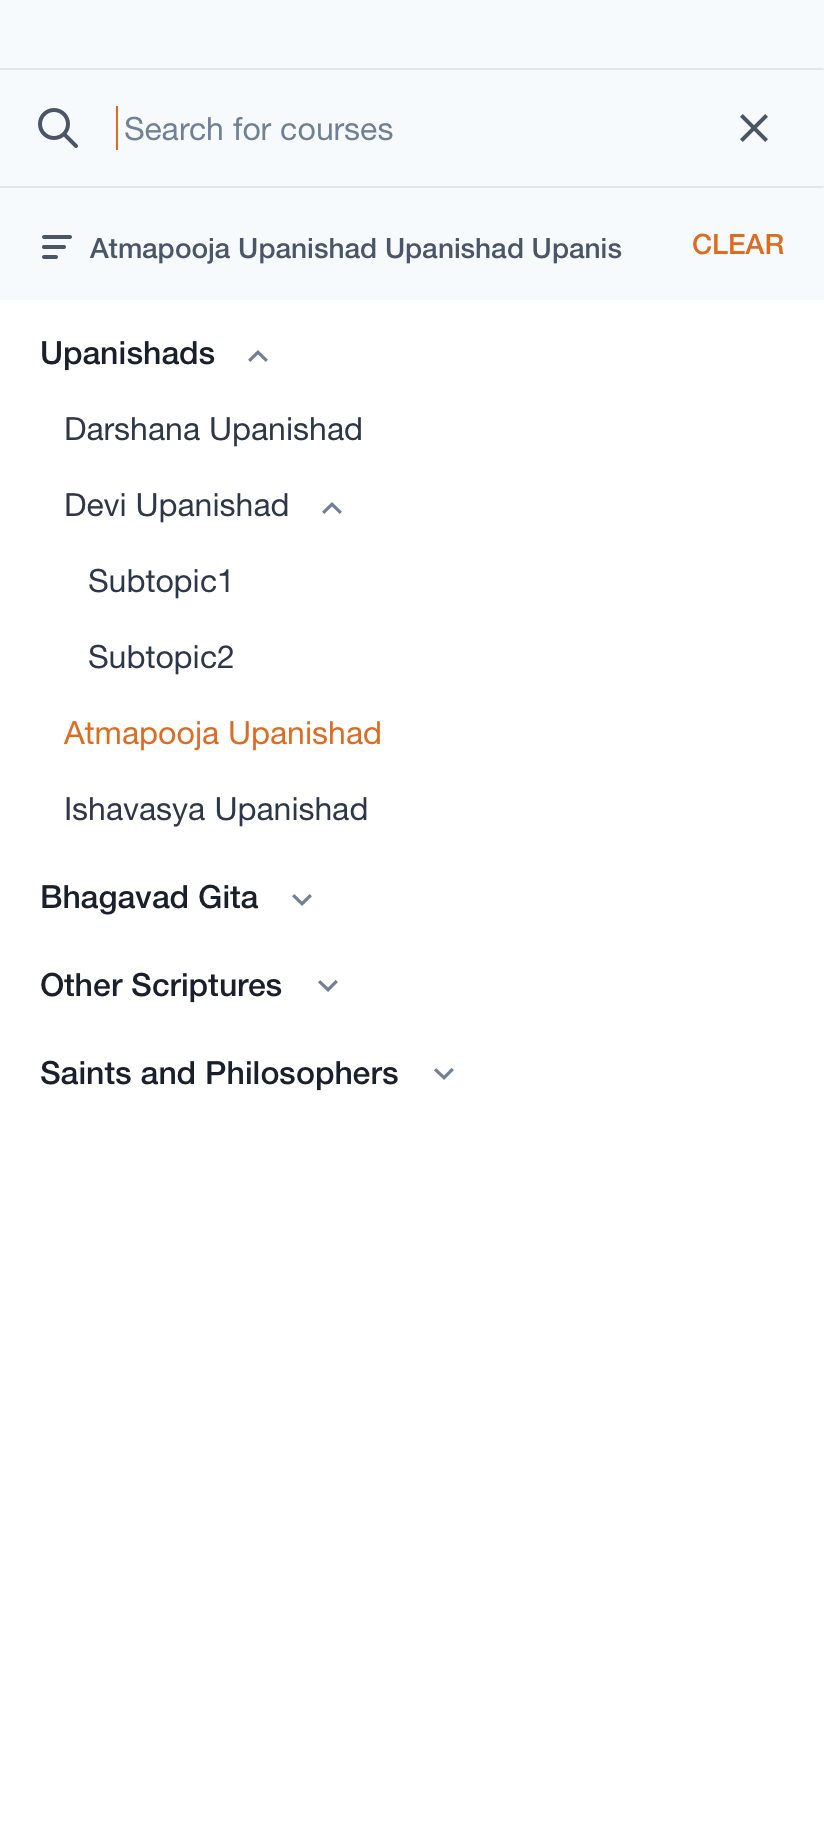 Search for courses
Atmapooja Upanishad Upanishad Upanis
CLEAR
Upanishads
Darshana Upanishad
Devi Upanishad
Subtopic1
Subtopic2
Atmapooja Upanishad
Ishavasya Upanishad
Bhagavad Gita
Other Scriptures
Saints and Philosophers